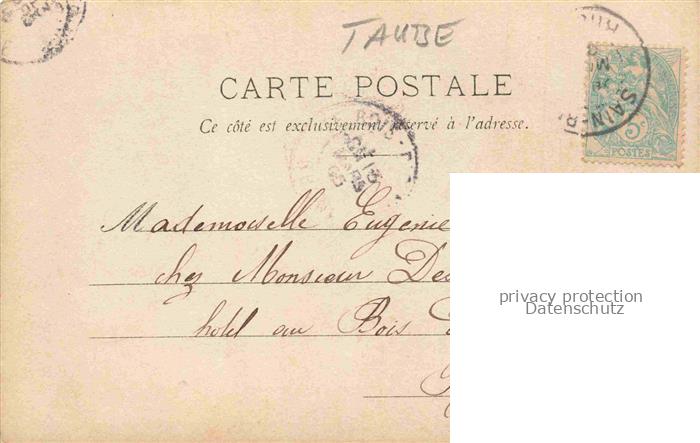 TAUBE
CARTE POSTALE
Ce côté est exclusivement réservé à l'adresse.
5c
POSTES
Mademoiselle Eugenie
chez Monsieur
hotel au Bois
privacy protection
Datenschutz